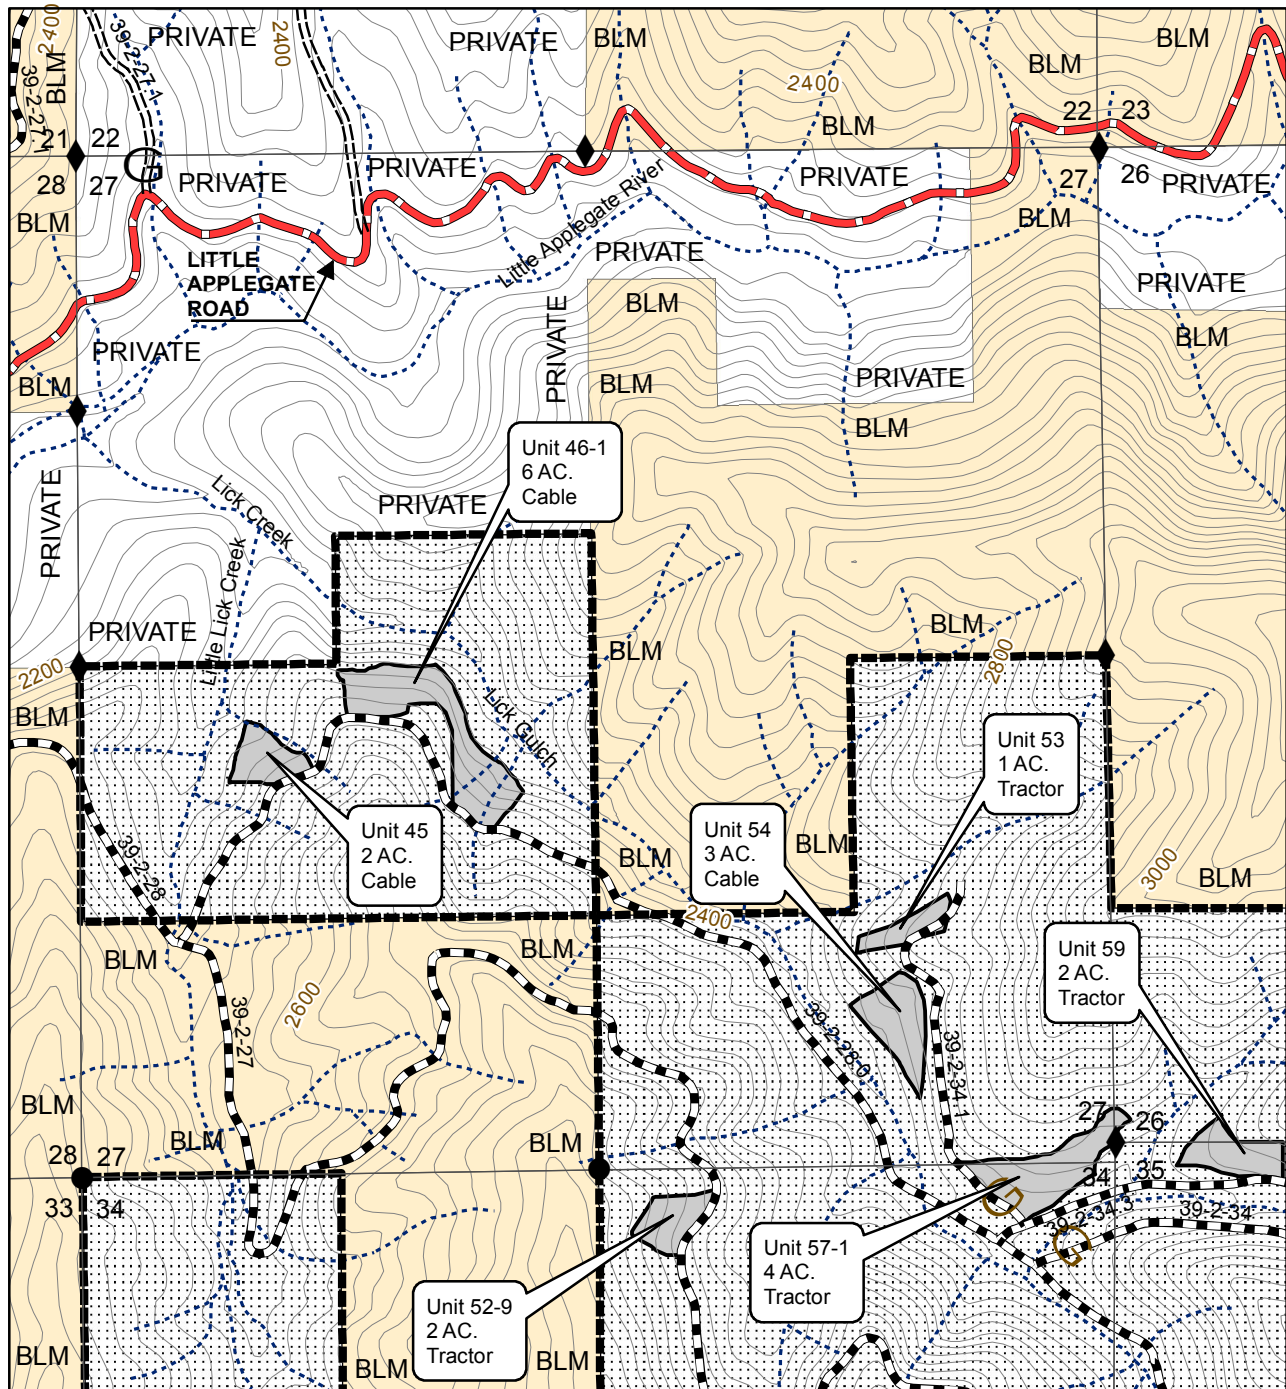 2400
BLM
39-2-27.1
39-2-27.1
PRIVATE
2400
PRIVATE
BLM
BLM
BLM
2400
BLM
21
22
28
27
G
PRIVATE
PRIVATE
PRIVATE
22
23
27
26
PRIVATE
BLM
BLM
Little Applegate River
PRIVATE
LITTLE
APPLEGATE
ROAD
PRIVATE
BLM
PRIVATE
BLM
PRIVATE
BLM
BLM
PRIVATE
BLM
BLM
Unit 46-1
6 AC.
Cable
PRIVATE
PRIVATE
Lick Creek
Little Lick Creek
PRIVATE
2200
BLM
BLM
BLM
2800
Lick Gulch
Unit 53
1 AC.
Tractor
Unit 54
3 AC.
Cable
Unit 45
2 AC.
Cable
BLM
BLM
39-2-28
3000
BLM
2400
BLM
BLM
Unit 59
2 AC.
Tractor
2600
39-2-27
39-2-28.0
39-2-34.1
BLM
BLM
BLM
28
27
33
34
27
26
34
35
39-2-34.3
39-2-34
G
G
Unit 57-1
4 AC.
Tractor
Unit 52-9
2 AC.
Tractor
BLM
BLM
BLM